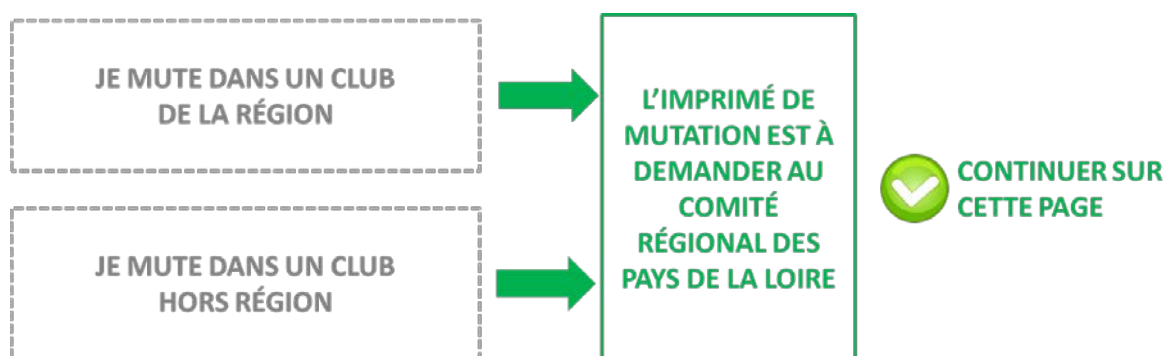 JE MUTE DANS UN CLUB
DE LA RÉGION
JE MUTE DANS UN CLUB
HORS RÉGION
L’IMPRIMÉ DE
MUTATION EST À
DEMANDER AU
COMITÉ
RÉGIONAL DES
PAYS DE LA LOIRE
CONTINUER SUR
CETTE PAGE